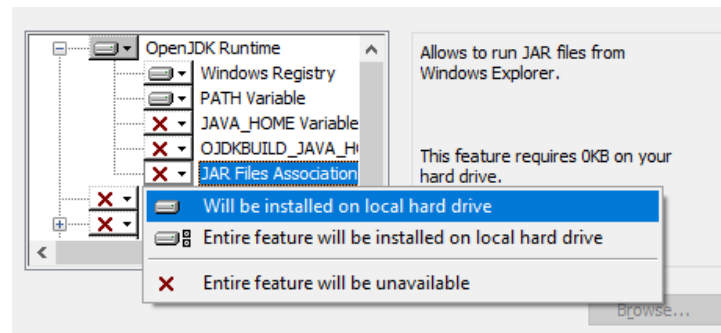 OpenJDK Runtime
Windows Registry
PATH Variable
JAVA_HOME Variable
OJDKBUILD_JAVA_H
JAR Files Association
Will be installed on local hard drive
Entire feature will be installed on local hard drive
Entire feature will be unavailable
Allows to run JAR files from
Windows Explorer.
This feature requires 0KB on your
hard drive.
Browse...